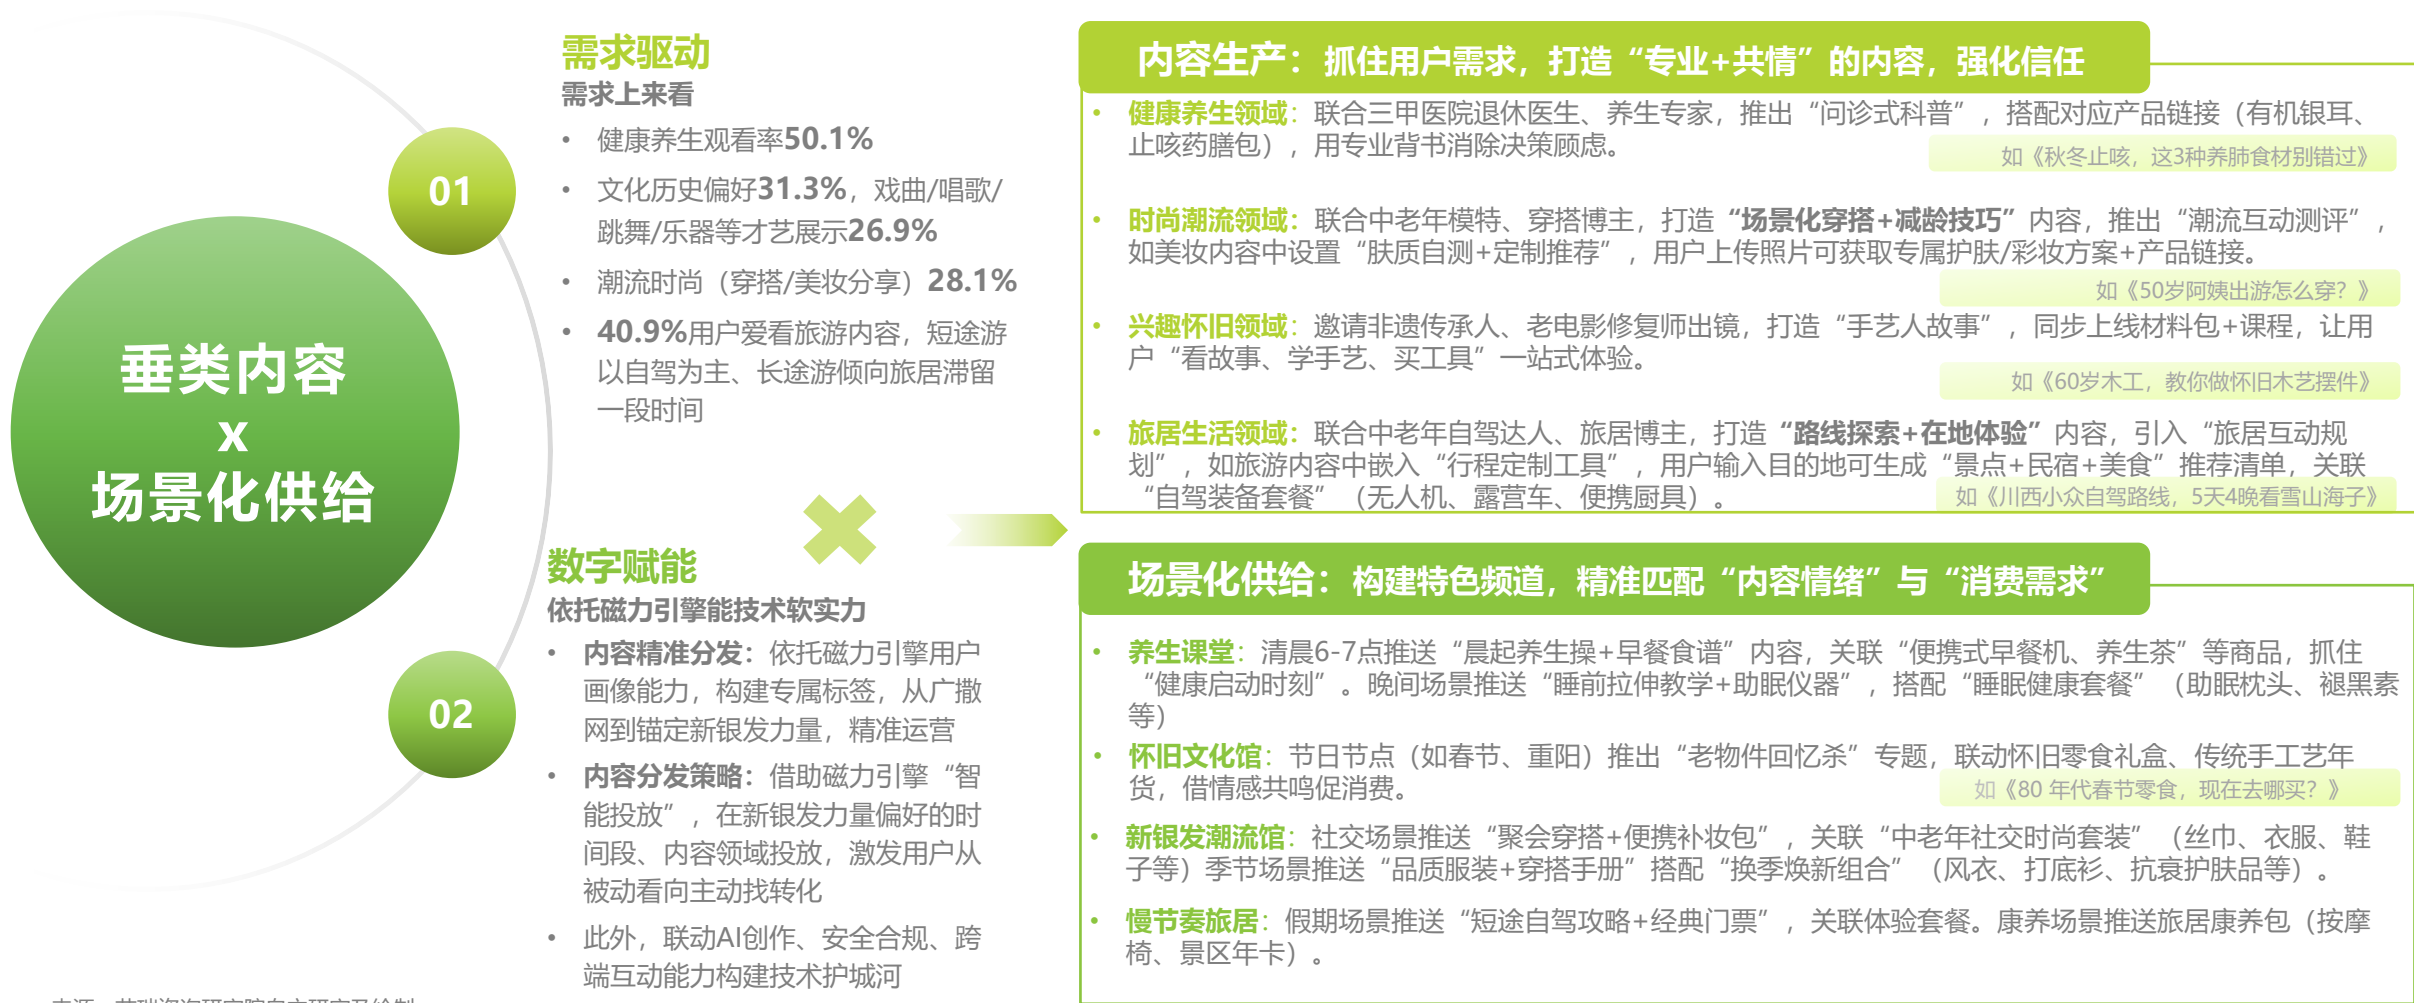 垂类内容
x
场景化供给
01
需求驱动
需求上来看
• 健康养生观看率50.1%
• 文化历史偏好31.3%，戏曲/唱歌/
跳舞/乐器等才艺展示26.9%
• 潮流时尚（穿搭/美妆分享）28.1%
• 40.9%用户爱看旅游内容，短途游
以自驾为主、长途游倾向旅居滞留
一段时间
02
数字赋能
依托磁力引擎能技术软实力
• 内容精准分发：依托磁力引擎用户
画像能力，构建专属标签，从广撒
网到锚定新银发力量，精准运营
• 内容分发策略：借助磁力引擎“智
能投放”，在新银发力量偏好的时
间段、内容领域投放，激发用户从
被动看向主动找转化
• 此外，联动AI创作、安全合规、跨
端互动能力构建技术护城河
内容生产：抓住用户需求，打造“专业+共情”的内容，强化信任
• 健康养生领域：联合三甲医院退休医生、养生专家，推出“问诊式科普”，搭配对应产品链接（有机银耳、
止咳药膳包），用专业背书消除决策顾虑。
如《秋冬止咳，这3种养肺食材别错过》
• 时尚潮流领域：联合中老年模特、穿搭博主，打造“场景化穿搭+减龄技巧”内容，推出“潮流互动测评”，
如美妆内容中设置“肤质自测+定制推荐”，用户上传照片可获取专属护肤/彩妆方案+产品链接。
如《50岁阿姨出游怎么穿？》
• 兴趣怀旧领域：邀请非遗传承人、老电影修复师出镜，打造“手艺人故事”，同步上线材料包+课程，让用
户“看故事、学手艺、买工具”一站式体验。
如《60岁木工，教你做怀旧木艺摆件》
• 旅居生活领域：联合中老年自驾达人、旅居博主，打造“路线探索+在地体验”内容，引入“旅居互动规
划”，如旅游内容中嵌入“行程定制工具”，用户输入目的地可生成“景点+民宿+美食”推荐清单，关联
“自驾装备套餐”（无人机、露营车、便携厨具）。
如《川西小众自驾路线，5天4晚看雪山海子》
场景化供给：构建特色频道，精准匹配“内容情绪”与“消费需求”
• 养生课堂：清晨6-7点推送“晨起养生操+早餐食谱”内容，关联“便携式早餐机、养生茶”等商品，抓住
“健康启动时刻”。晚间场景推送“睡前拉伸教学+助眠仪器”，搭配“睡眠健康套餐”（助眠枕头、褪黑素
等）
• 怀旧文化馆：节日节点（如春节、重阳）推出“老物件回忆杀”专题，联动怀旧零食礼盒、传统手工艺年
货，借情感共鸣促消费。
如《80 年代春节零食，现在去哪买？》
• 新银发潮流馆：社交场景推送“聚会穿搭+便携补妆包”，关联“中老年社交时尚套装”（丝巾、衣服、鞋
子等）季节场景推送“品质服装+穿搭手册”搭配“换季焕新组合”（风衣、打底衫、抗衰护肤品等）。
• 慢节奏旅居：假期场景推送“短途自驾攻略+经典门票”，关联体验套餐。康养场景推送旅居康养包（按摩
椅、景区年卡）。